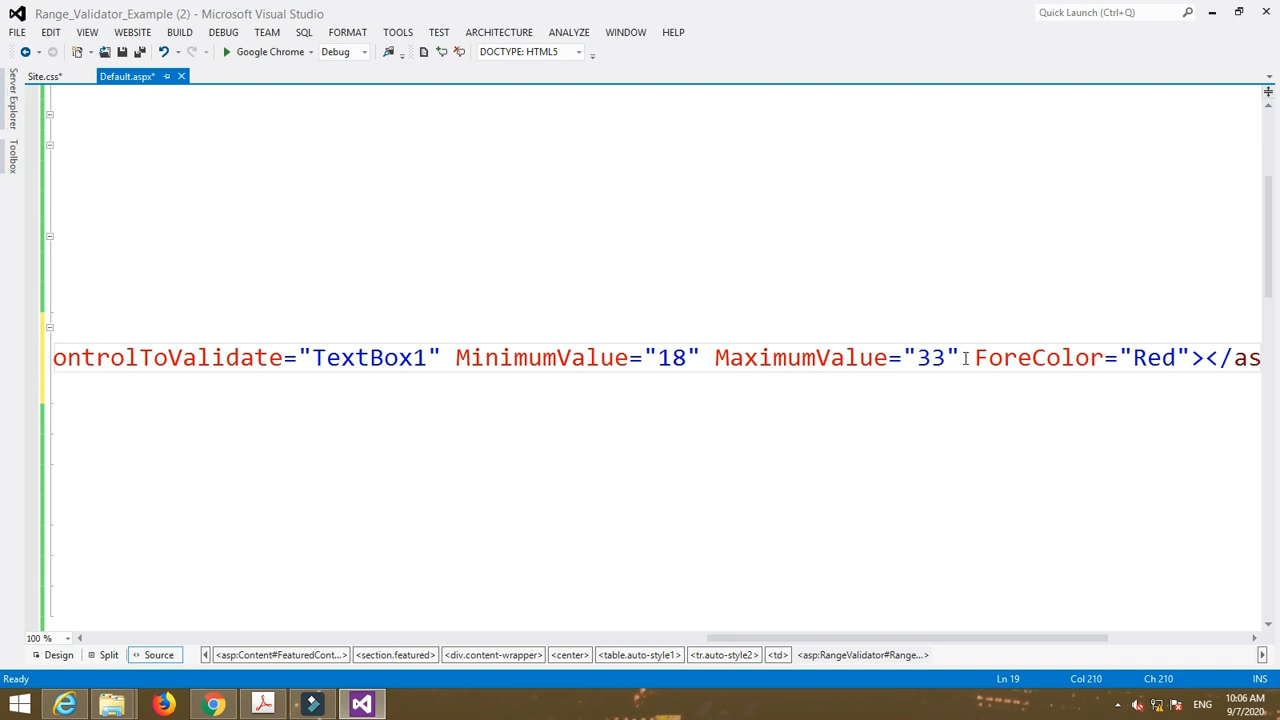 Range_Validator_Example (2) - Microsoft Visual Studio
Quick Launch (Ctrl+Q)
FILE EDIT VIEW WEBSITE BUILD DEBUG TEAM SQL FORMAT TOOLS TEST ARCHITECTURE ANALYZE WINDOW HELP
Google Chrome Debug DOCTYPE: HTML5
Server Explorer
Toolbox
Site.css* Default.aspx*
ontrolToValidate="TextBox1" MinimumValue="18" MaximumValue="33" ForeColor="Red"></as
100 %
Design Split Source <asp:Content#FeaturedCont...> <section.featured> <div.content-wrapper> <center> <table.auto-style1> <tr.auto-style2> <td> <asp:RangeValidator#Range...>
Ready Ln 19 Col 210 Ch 210 INS
ENG
10:06 AM
9/7/2020